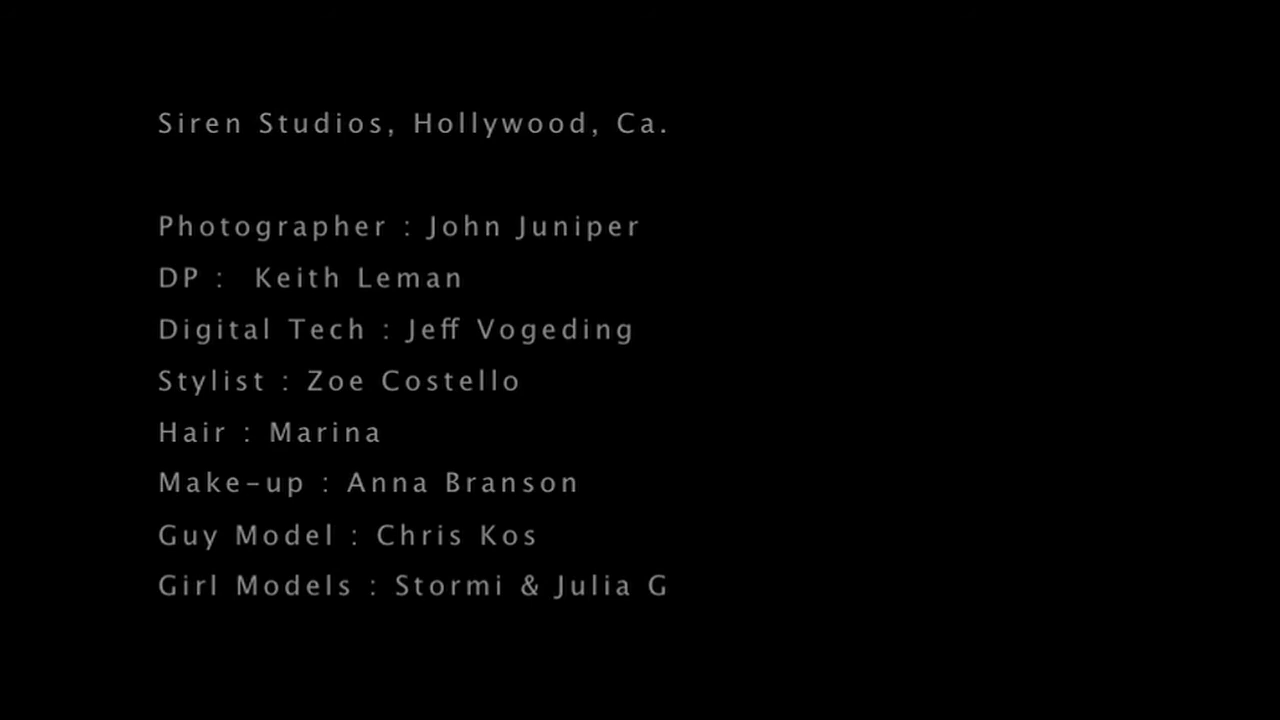 Siren Studios, Hollywood, Ca.
Photographer : John Juniper
DP :  Keith Leman
Digital Tech : Jeff Vogeding
Stylist : Zoe Costello
Hair : Marina
Make-up : Anna Branson
Guy Model : Chris Kos
Girl Models : Stormi & Julia G